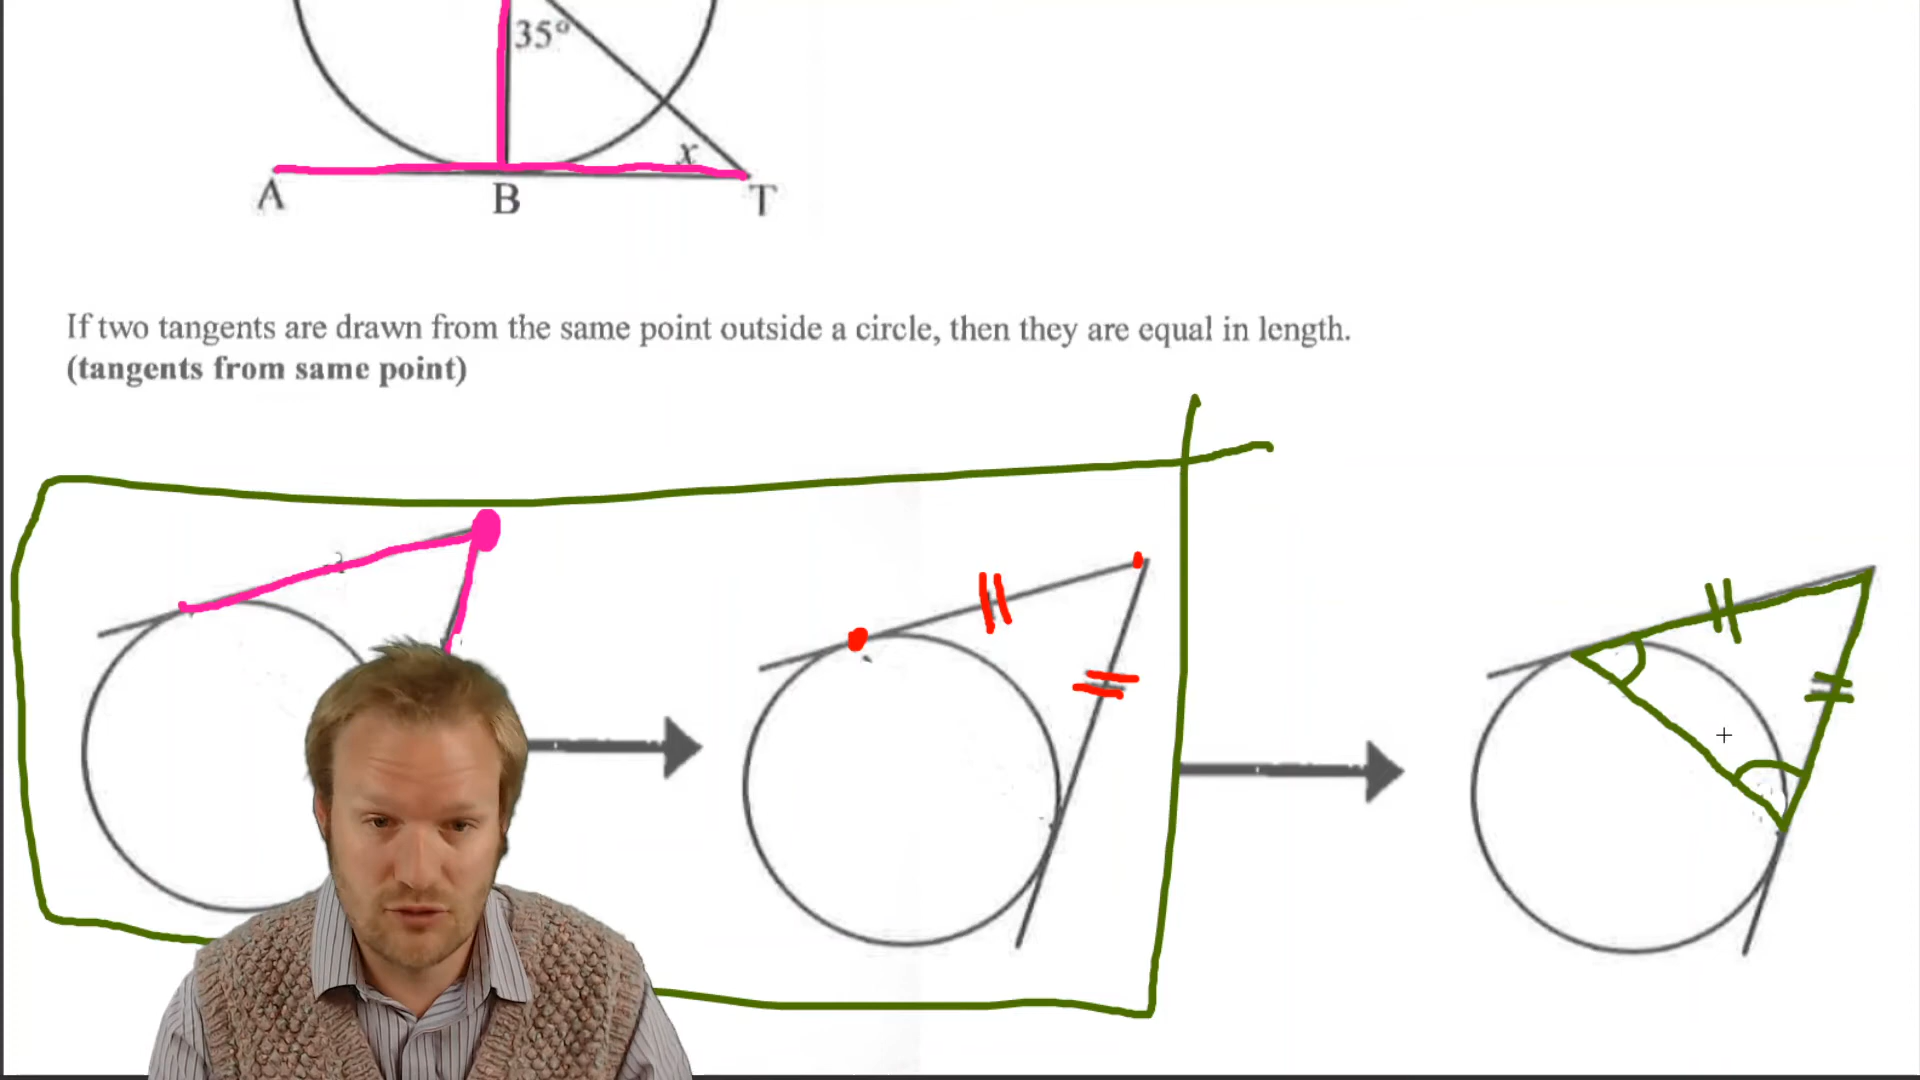 35°
x
A B T
If two tangents are drawn from the same point outside a circle, then they are equal in length.
(tangents from same point)